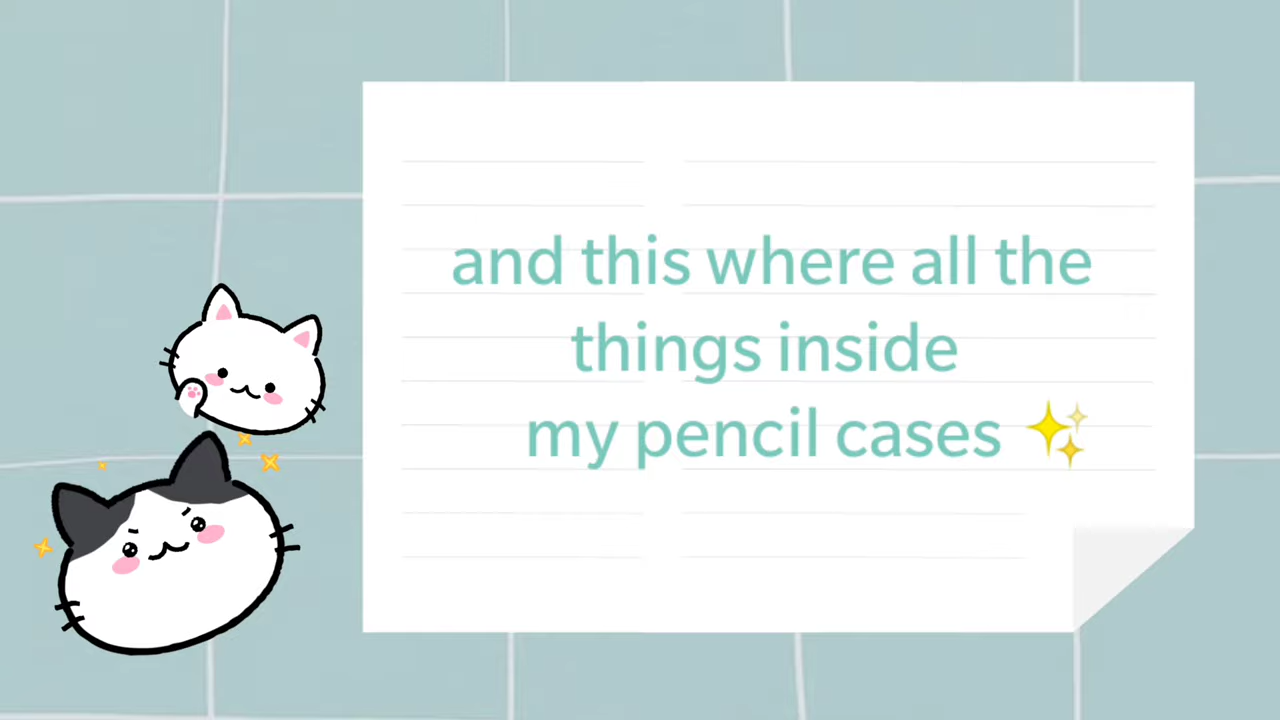 and this where all the
things inside
my pencil cases ✨